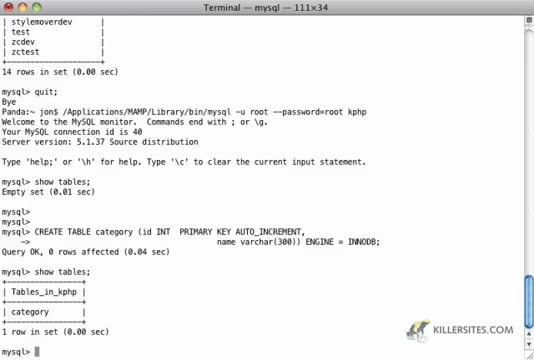 Terminal — mysql — 111×34
| stylemoverdev |
| test |
| zcdev |
| zctest |
+--------------------+
14 rows in set (0.00 sec)
mysql> quit;
Bye
Panda:~ jon$ /Applications/MAMP/Library/bin/mysql -u root --password=root kphp
Welcome to the MySQL monitor.  Commands end with ; or \g.
Your MySQL connection id is 40
Server version: 5.1.37 Source distribution
Type 'help;' or '\h' for help. Type '\c' to clear the current input statement.
mysql> show tables;
Empty set (0.01 sec)
mysql>
mysql>
mysql> CREATE TABLE category (id INT  PRIMARY KEY AUTO_INCREMENT,
-> name varchar(300)) ENGINE = INNODB;
Query OK, 0 rows affected (0.04 sec)
mysql> show tables;
+----------------+
| Tables_in_kphp |
+----------------+
| category |
+----------------+
1 row in set (0.00 sec)
mysql>
KILLERSITES.COM